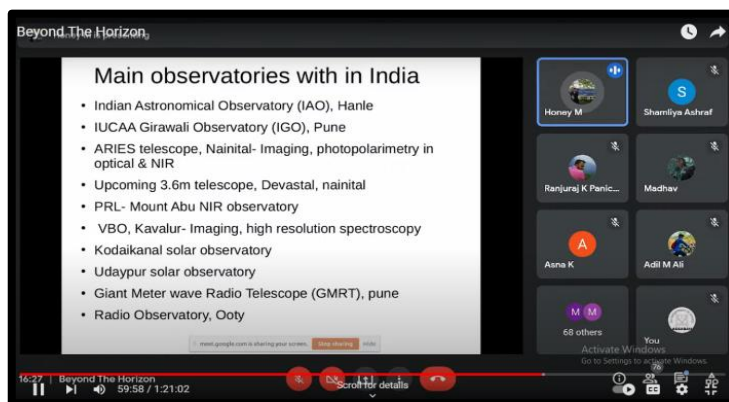 Beyond The Horizon
Main observatories with in India
• Indian Astronomical Observatory (IAO), Hanle
• IUCAA Girawali Observatory (IGO), Pune
• ARIES telescope, Nainital- Imaging, photopolarimetry in
optical & NIR
• Upcoming 3.6m telescope, Devastal, nainital
• PRL- Mount Abu NIR observatory
• VBO, Kavalur- Imaging, high resolution spectroscopy
• Kodaikanal solar observatory
• Udaypur solar observatory
• Giant Meter wave Radio Telescope (GMRT), pune
• Radio Observatory, Ooty
meet.google.com is sharing your screen. Stop sharing Hide
Honey M
S
Shamliya Ashraf
Ranjuraj K Panic...
Madhav
A
Asna K
Adil M Ali
M M
68 others
You
Activate Windows
Go to Settings to activate Windows.
16:27 | Beyond The Horizon
Scroll for details
76
59:58 / 1:21:02
CC